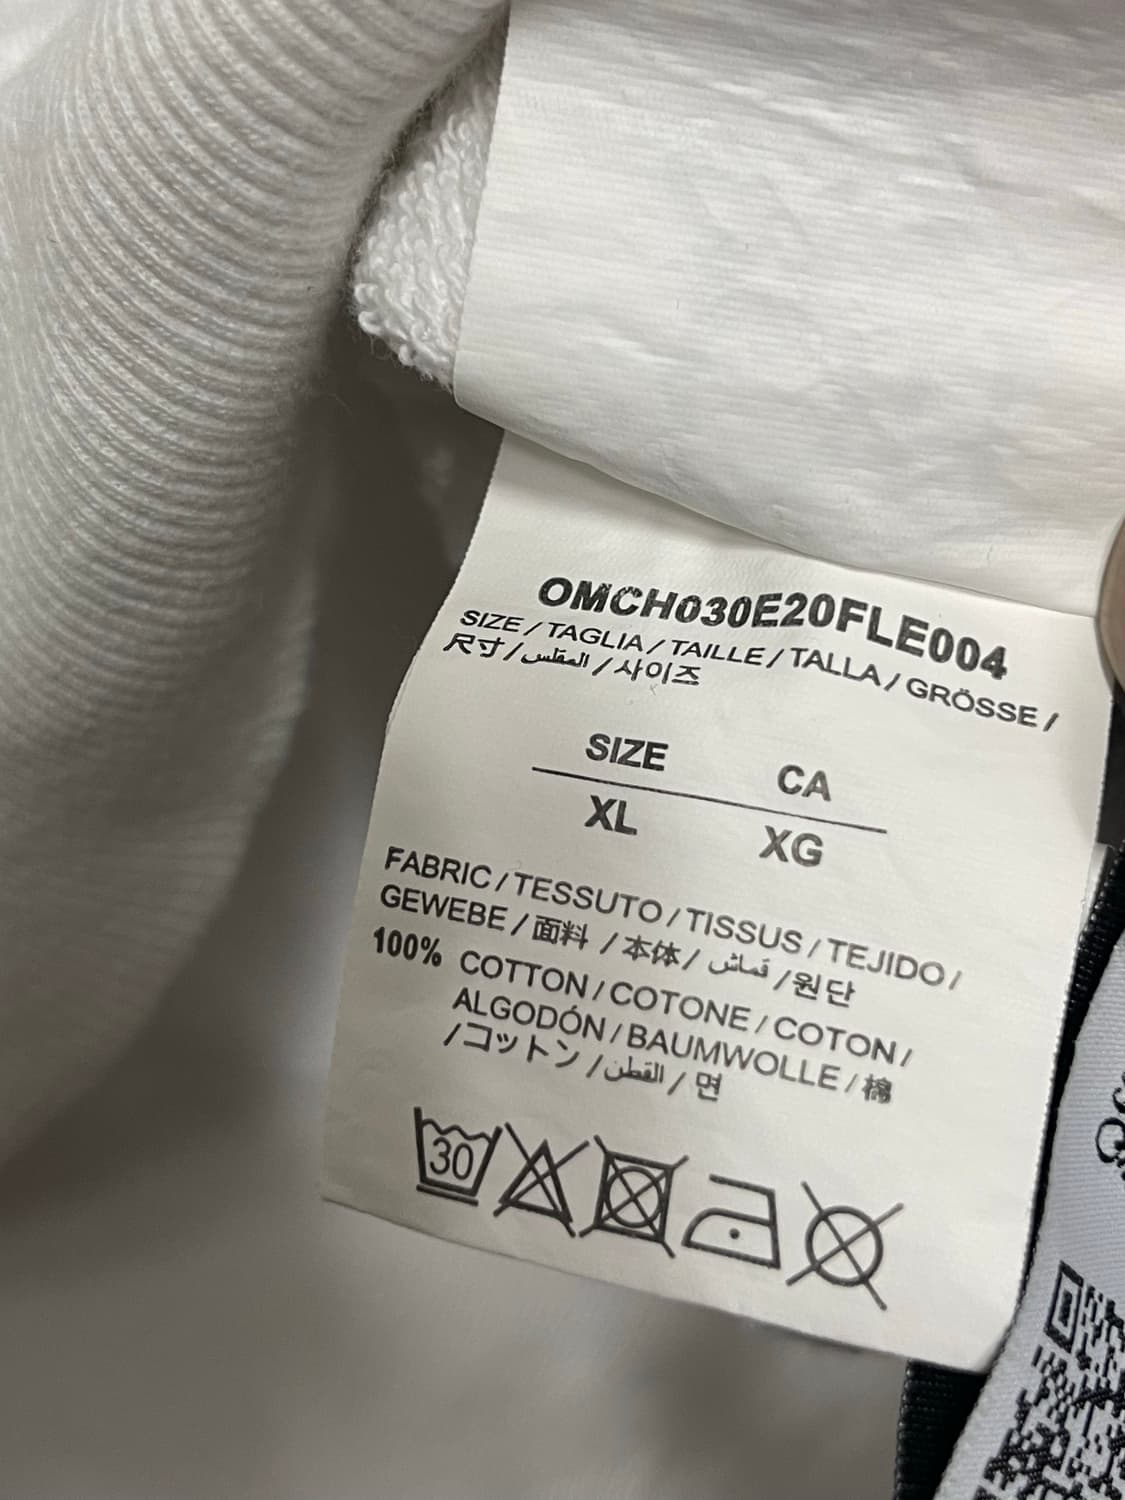 OMCH030E20FLE004
SIZE / TAGLIA / TAILLE / TALLA / GRÖSSE /
尺寸 / المقلس / 사이즈
SIZE CA
XL XG
FABRIC / TESSUTO / TISSUS / TEJIDO /
GEWEBE / 面料 / 本体 / قماش / 원단
100% COTTON / COTONE / COTON /
ALGODÓN / BAUMWOLLE / 棉
/ コットン / القطن / 면
30